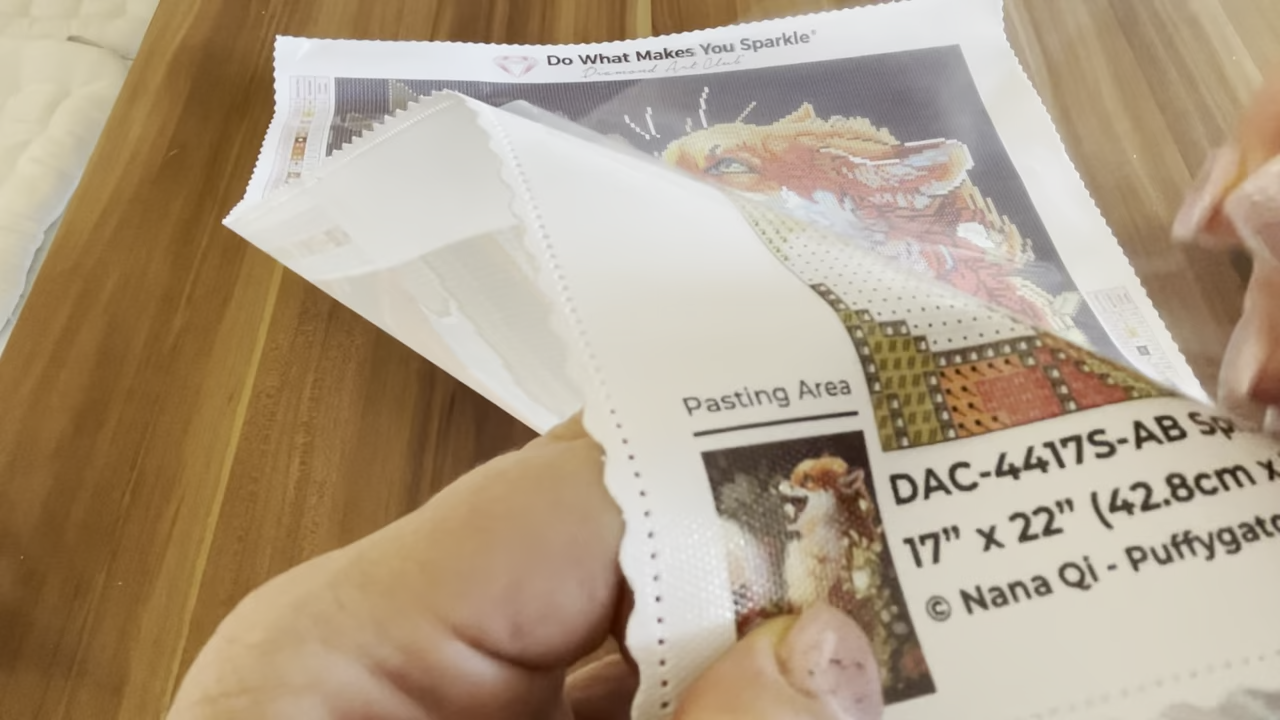 Do What Makes You Sparkle®
Diamond Art Club
Pasting Area
DAC-4417S-AB
17” x 22” (42.8cm x
© Nana Qi - Puffygato